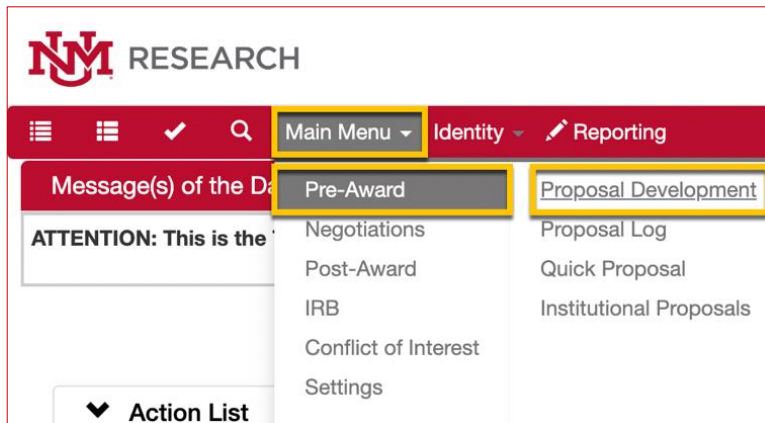 UNM RESEARCH
Main Menu Identity Reporting
Message(s) of the Da Pre-Award Proposal Development
ATTENTION: This is the Negotiations Proposal Log
Post-Award Quick Proposal
IRB Institutional Proposals
Conflict of Interest
Settings
Action List